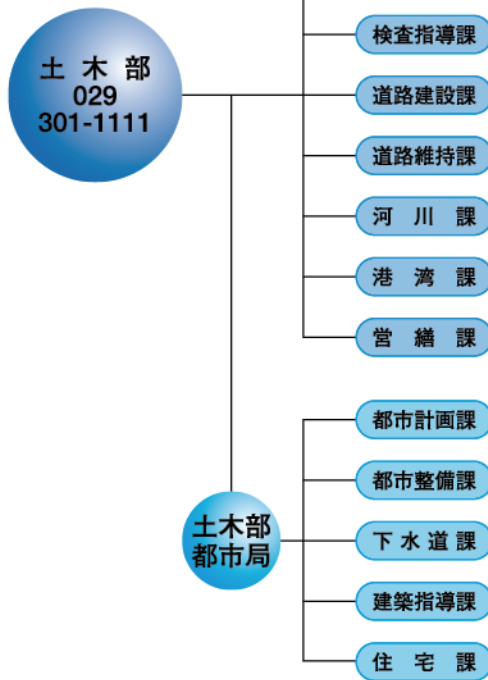 土木部
029
301-1111
検査指導課
道路建設課
道路維持課
河川課
港湾課
営繕課
土木部
都市局
都市計画課
都市整備課
下水道課
建築指導課
住宅課